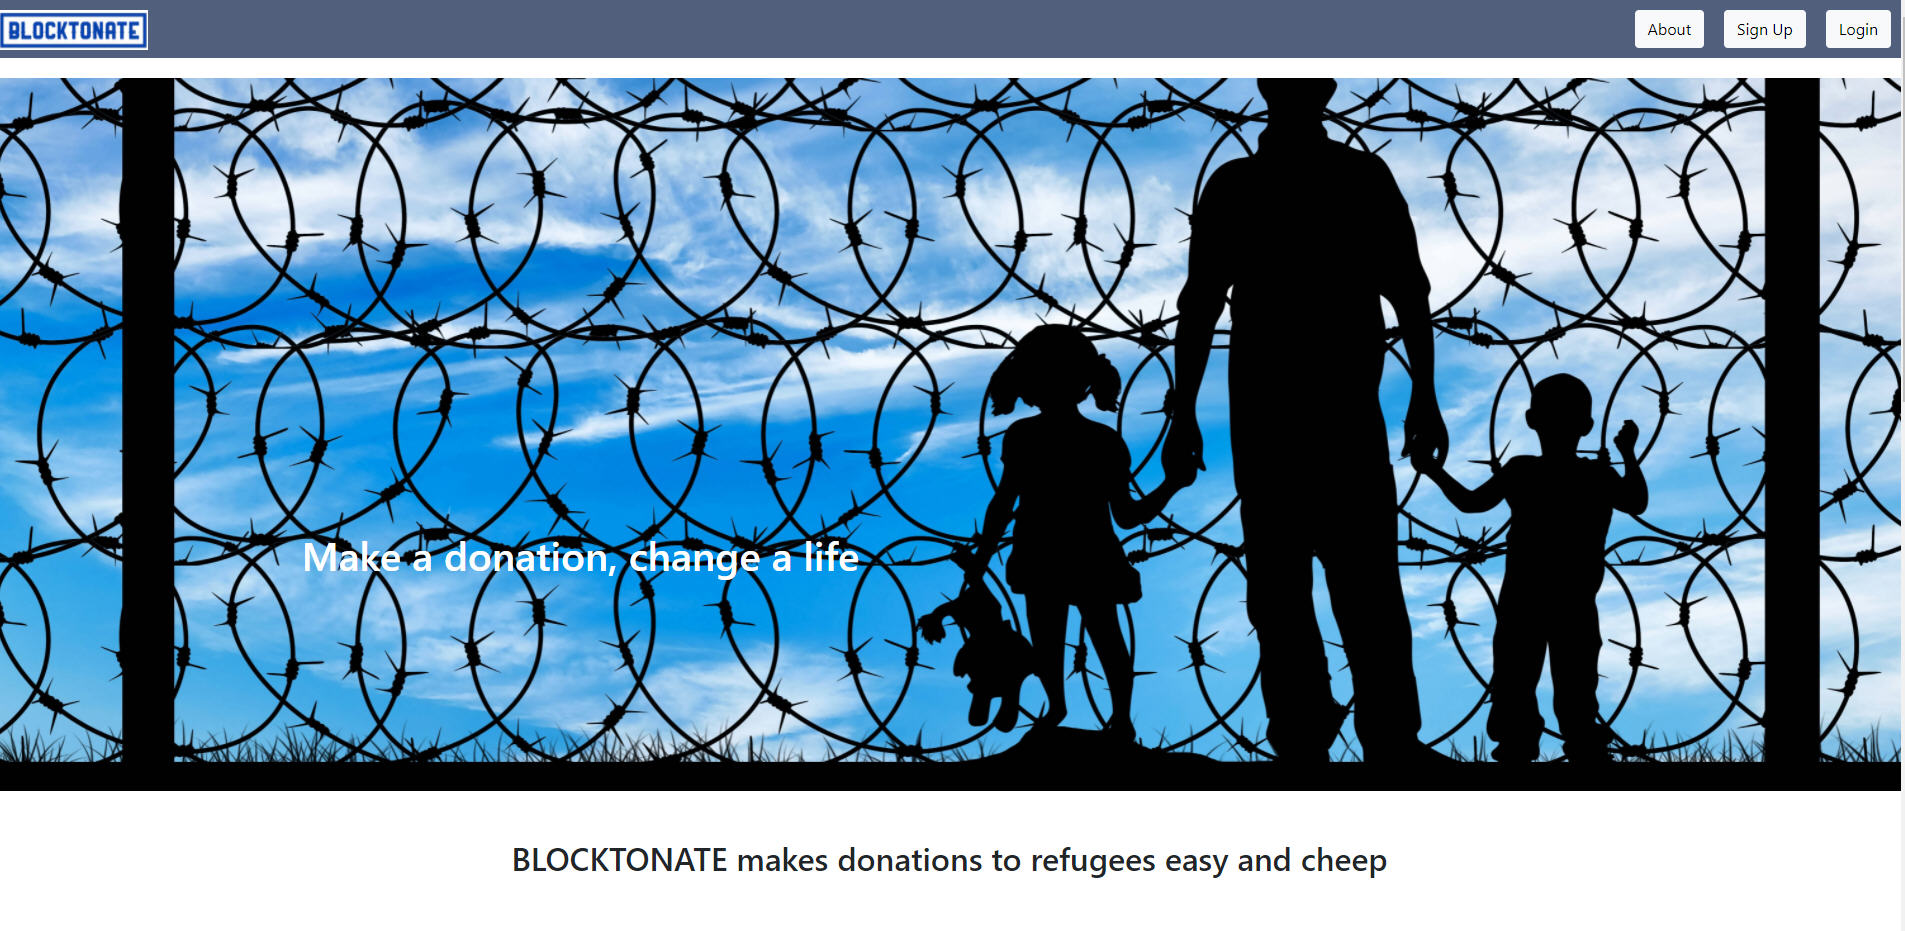 BLOCKTONATE
About
Sign Up
Login
Make a donation, change a life
BLOCKTONATE makes donations to refugees easy and cheep